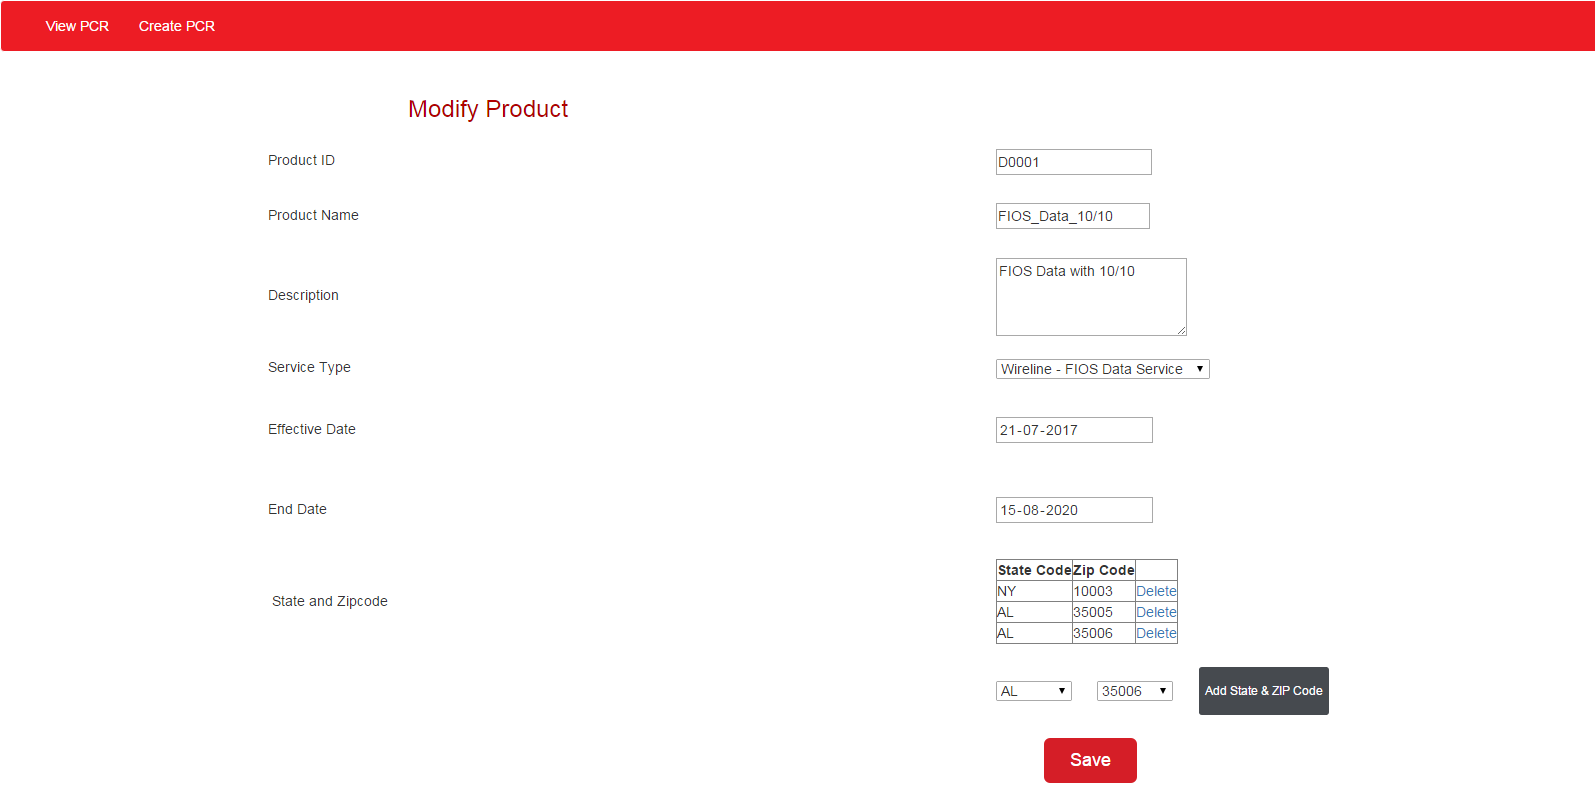 View PCR Create PCR
Modify Product
Product ID D0001
Product Name FIOS_Data_10/10
Description FIOS Data with 10/10
Service Type Wireline - FIOS Data Service
Effective Date 21-07-2017
End Date 15-08-2020
State and Zipcode
State Code Zip Code
NY 10003 Delete
AL 35005 Delete
AL 35006 Delete
AL 35006 Add State & ZIP Code
Save